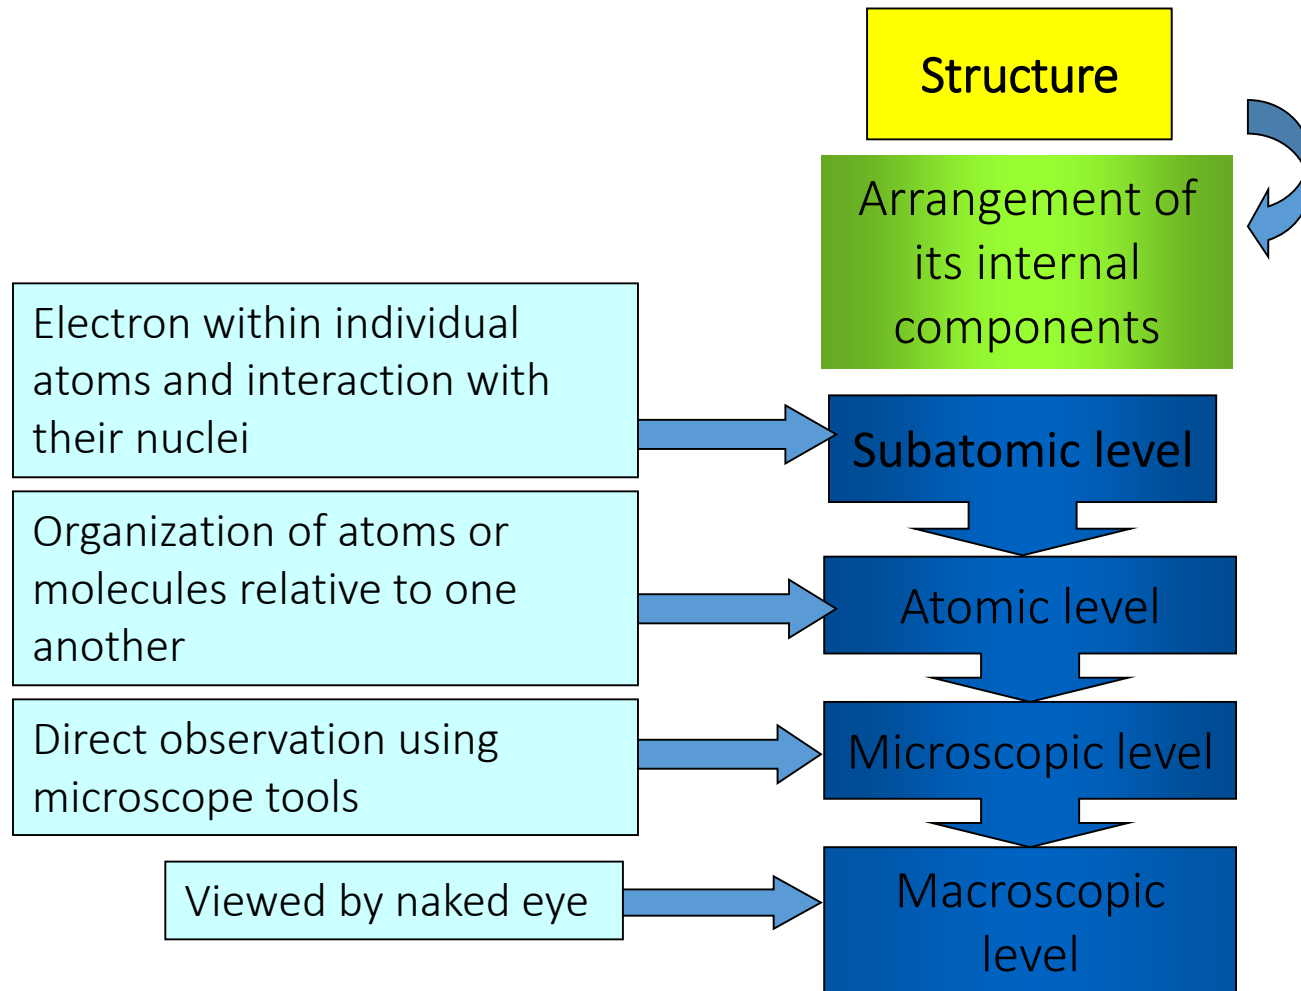 Structure
Arrangement of
its internal
components
Electron within individual
atoms and interaction with
their nuclei
Subatomic level
Organization of atoms or
molecules relative to one
another
Atomic level
Direct observation using
microscope tools
Microscopic level
Viewed by naked eye
Macroscopic
level